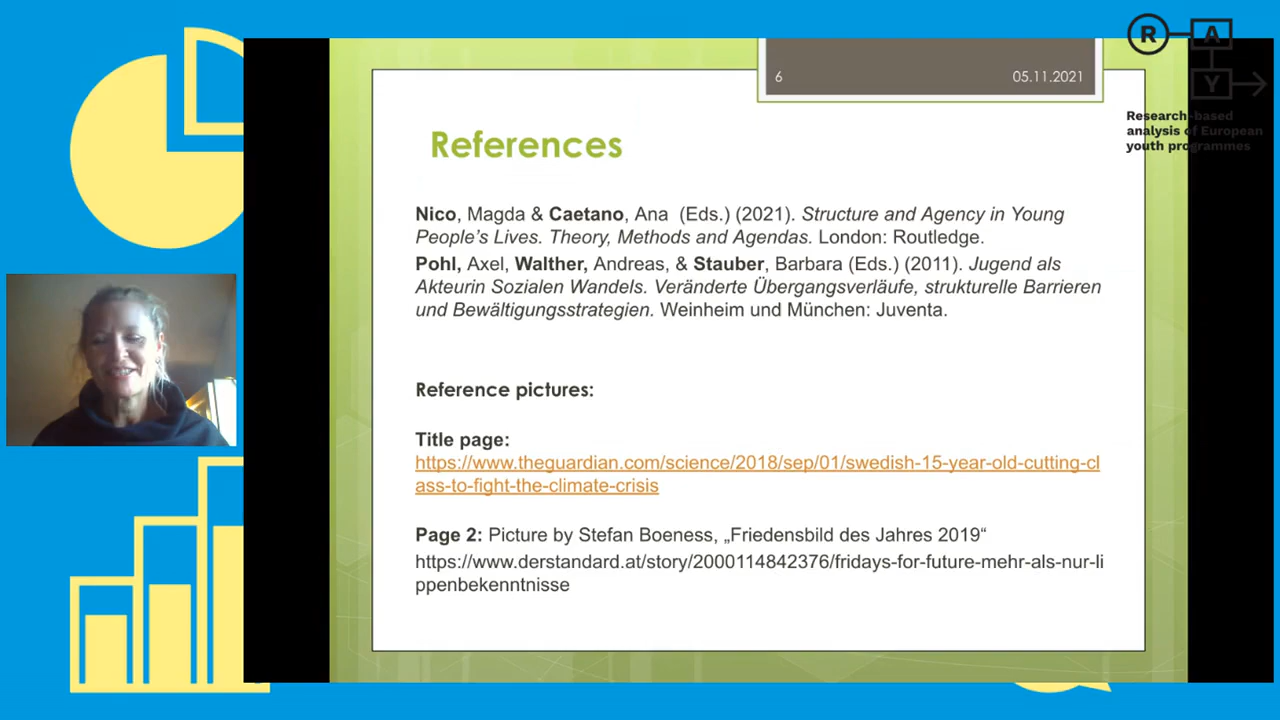 R A
Y
Research-based
analysis of European
youth programmes
6 05.11.2021
References
Nico, Magda & Caetano, Ana (Eds.) (2021). Structure and Agency in Young
People's Lives. Theory, Methods and Agendas. London: Routledge.
Pohl, Axel, Walther, Andreas, & Stauber, Barbara (Eds.) (2011). Jugend als
Akteurin Sozialen Wandels. Veränderte Übergangsverläufe, strukturelle Barrieren
und Bewältigungsstrategien. Weinheim und München: Juventa.
Reference pictures:
Title page:
https://www.theguardian.com/science/2018/sep/01/swedish-15-year-old-cutting-cl
ass-to-fight-the-climate-crisis
Page 2: Picture by Stefan Boeness, „Friedensbild des Jahres 2019“
https://www.derstandard.at/story/2000114842376/fridays-for-future-mehr-als-nur-li
ppenbekenntnisse